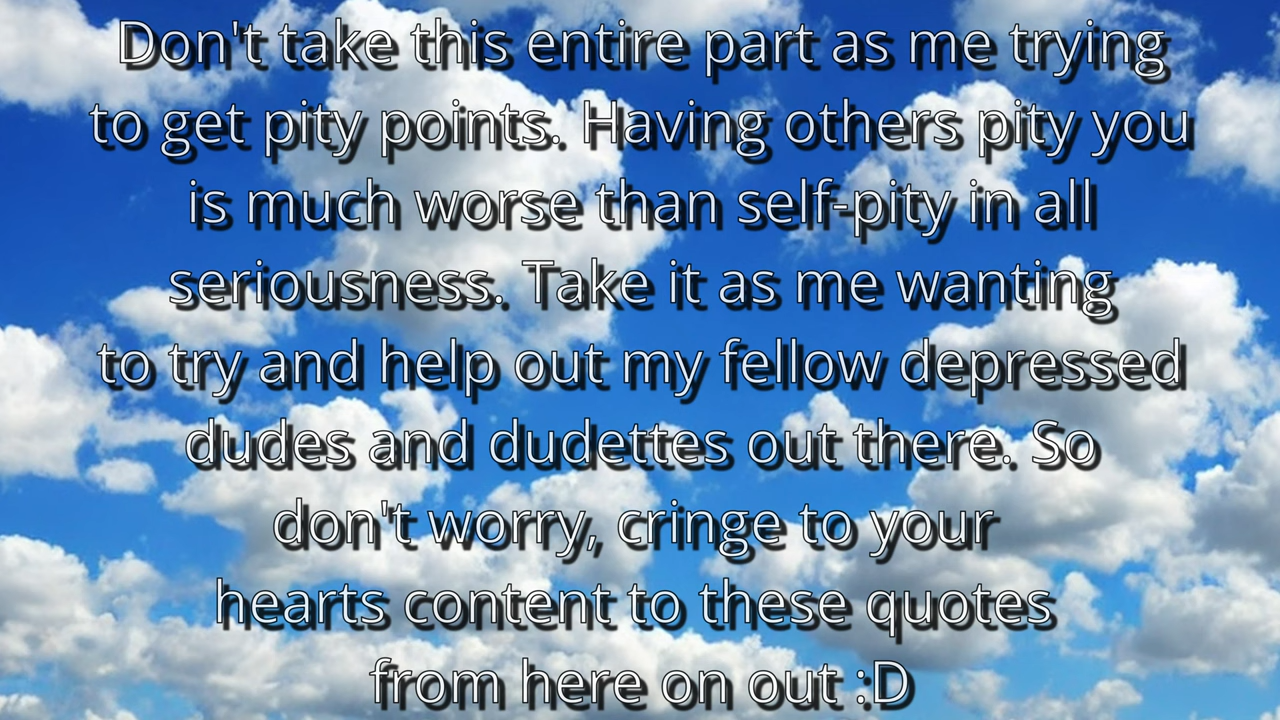 Don't take this entire part as me trying
to get pity points. Having others pity you
is much worse than self-pity in all
seriousness. Take it as me wanting
to try and help out my fellow depressed
dudes and dudettes out there. So
don't worry, cringe to your
hearts content to these quotes
from here on out :D